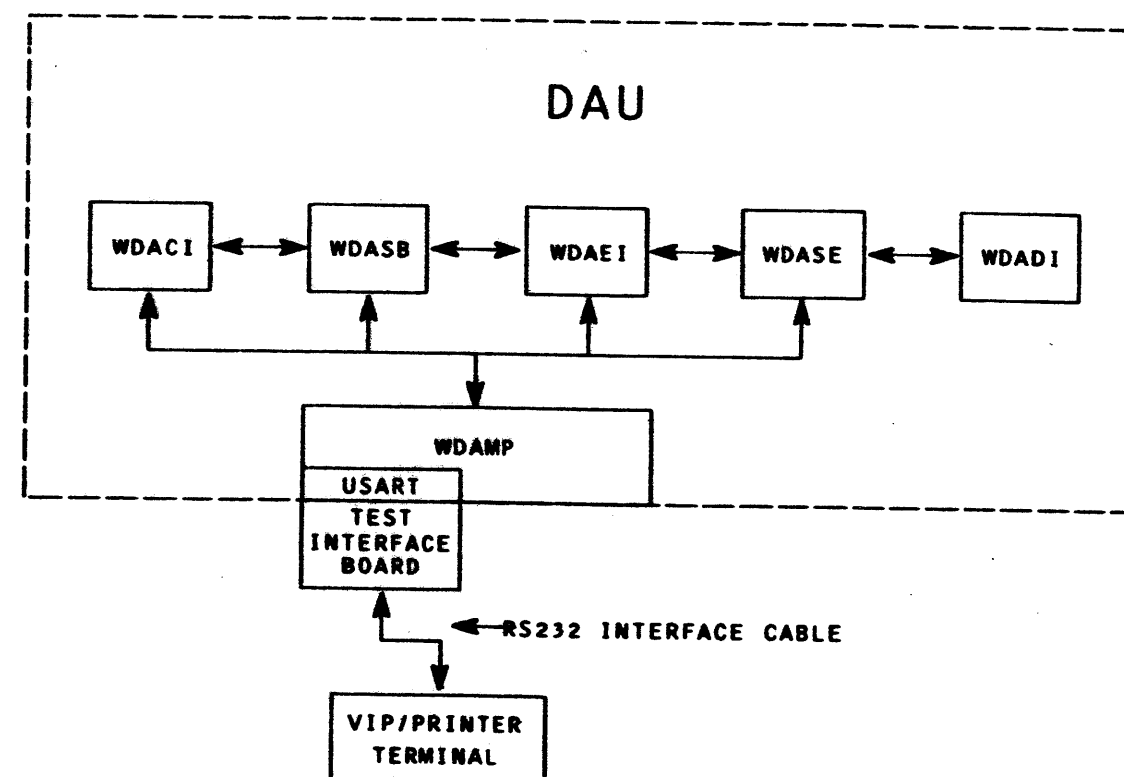 DAU
WDACI
WDASB
WDAEI
WDASE
WDADI
WDAMP
USART
TEST
INTERFACE
BOARD
RS232 INTERFACE CABLE
VIP/PRINTER
TERMINAL